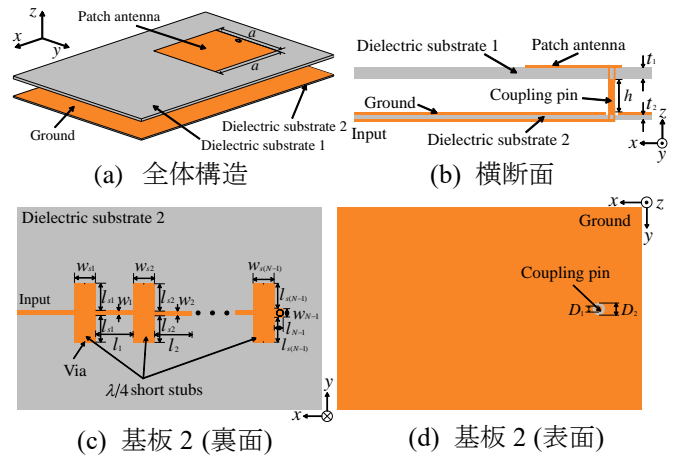 z
x
y
Patch antenna
a
a
Ground
Dielectric substrate 2
Dielectric substrate 1
(a) 全体構造
Patch antenna
Dielectric substrate 1
t1
h
Coupling pin
Ground
t2
Input
Dielectric substrate 2
z
x
y
(b) 横断面
Dielectric substrate 2
ws1
ws2
ws(N−1)
ls1
w1
ls2
w2
ls(N−1)
Input
wN−1
ls1
ls2
lN−1
l1
l2
ls(N−1)
Via
λ/4 short stubs
y
x
z
(c) 基板 2 (裏面)
x
z
y
Ground
Coupling pin
D1
D2
(d) 基板 2 (表面)